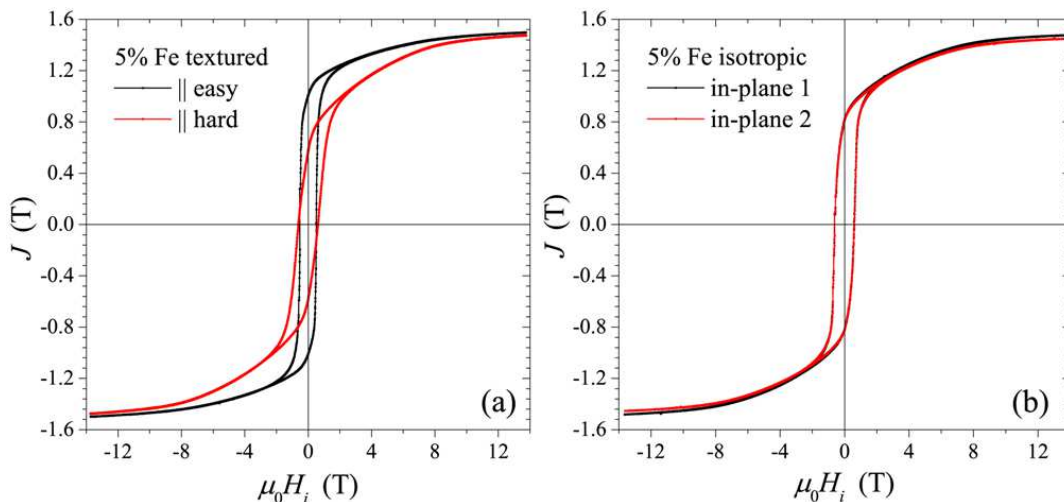 1.6
1.2
0.8
0.4
0.0
-0.4
-0.8
-1.2
-1.6
J (T)
5% Fe textured
|| easy
|| hard
(a)
-12 -8 -4 0 4 8 12
μ₀Hᵢ (T)
1.6
1.2
0.8
0.4
0.0
-0.4
-0.8
-1.2
-1.6
J (T)
5% Fe isotropic
in-plane 1
in-plane 2
(b)
-12 -8 -4 0 4 8 12
μ₀Hᵢ (T)